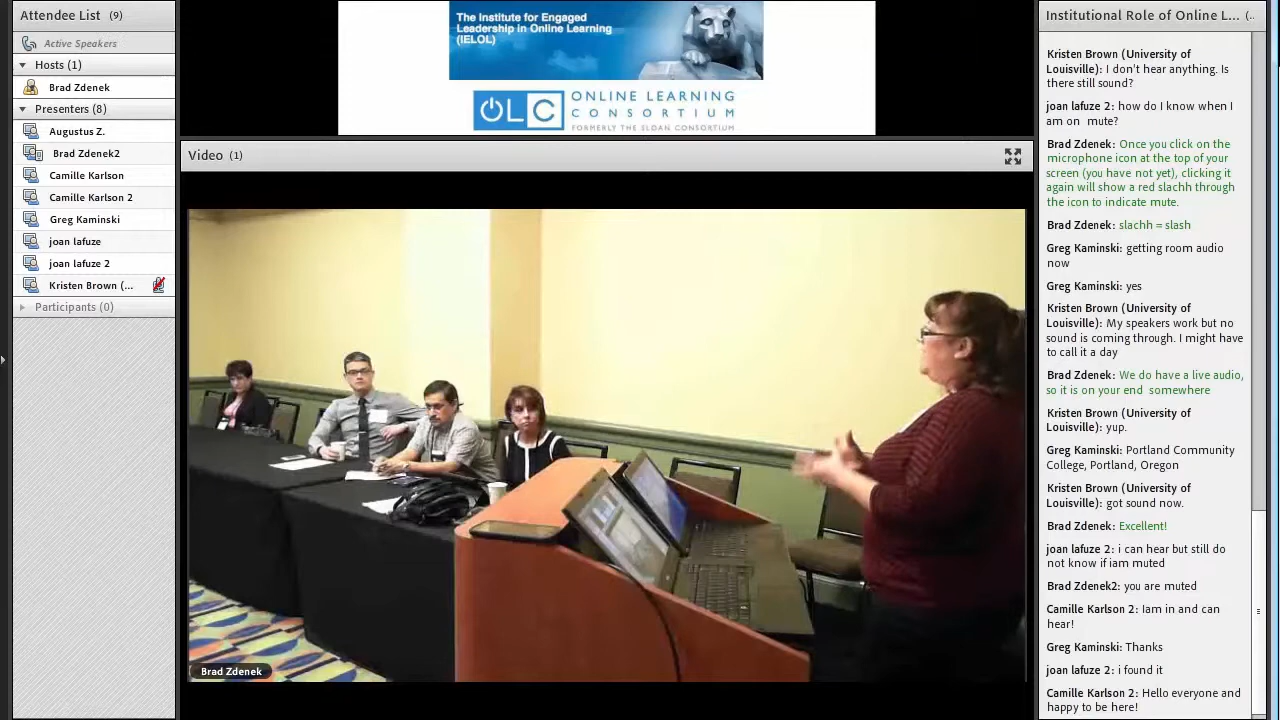 Attendee List (9)
Active Speakers
Hosts (1)
Brad Zdenek
Presenters (8)
Augustus Z.
Brad Zdenek2
Camille Karlson
Camille Karlson 2
Greg Kaminski
joan lafuze
joan lafuze 2
Kristen Brown (...
Participants (0)
The Institute for Engaged
Leadership in Online Learning
(IELOL)
OLC
ONLINE LEARNING
CONSORTIUM
FORMERLY THE SLOAN CONSORTIUM
Video (1)
Brad Zdenek
Institutional Role of Online L... (..
Kristen Brown (University of
Louisville): I don't hear anything. Is
there still sound?
joan lafuze 2: how do I know when I
am on mute?
Brad Zdenek: Once you click on the
microphone icon at the top of your
screen (you have not yet), clicking it
again will show a red slachh through
the icon to indicate mute.
Brad Zdenek: slachh = slash
Greg Kaminski: getting room audio
now
Greg Kaminski: yes
Kristen Brown (University of
Louisville): My speakers work but no
sound is coming through. I might have
to call it a day
Brad Zdenek: We do have a live audio,
so it is on your end somewhere
Kristen Brown (University of
Louisville): yup.
Greg Kaminski: Portland Community
College, Portland, Oregon
Kristen Brown (University of
Louisville): got sound now.
Brad Zdenek: Excellent!
joan lafuze 2: i can hear but still do
not know if iam muted
Brad Zdenek2: your muted
Camille Karlson 2: Iam in and can
hear!
Greg Kaminski: Thanks
joan lafuze 2: i found it
Camille Karlson 2: Hello everyone and
happy to be here!